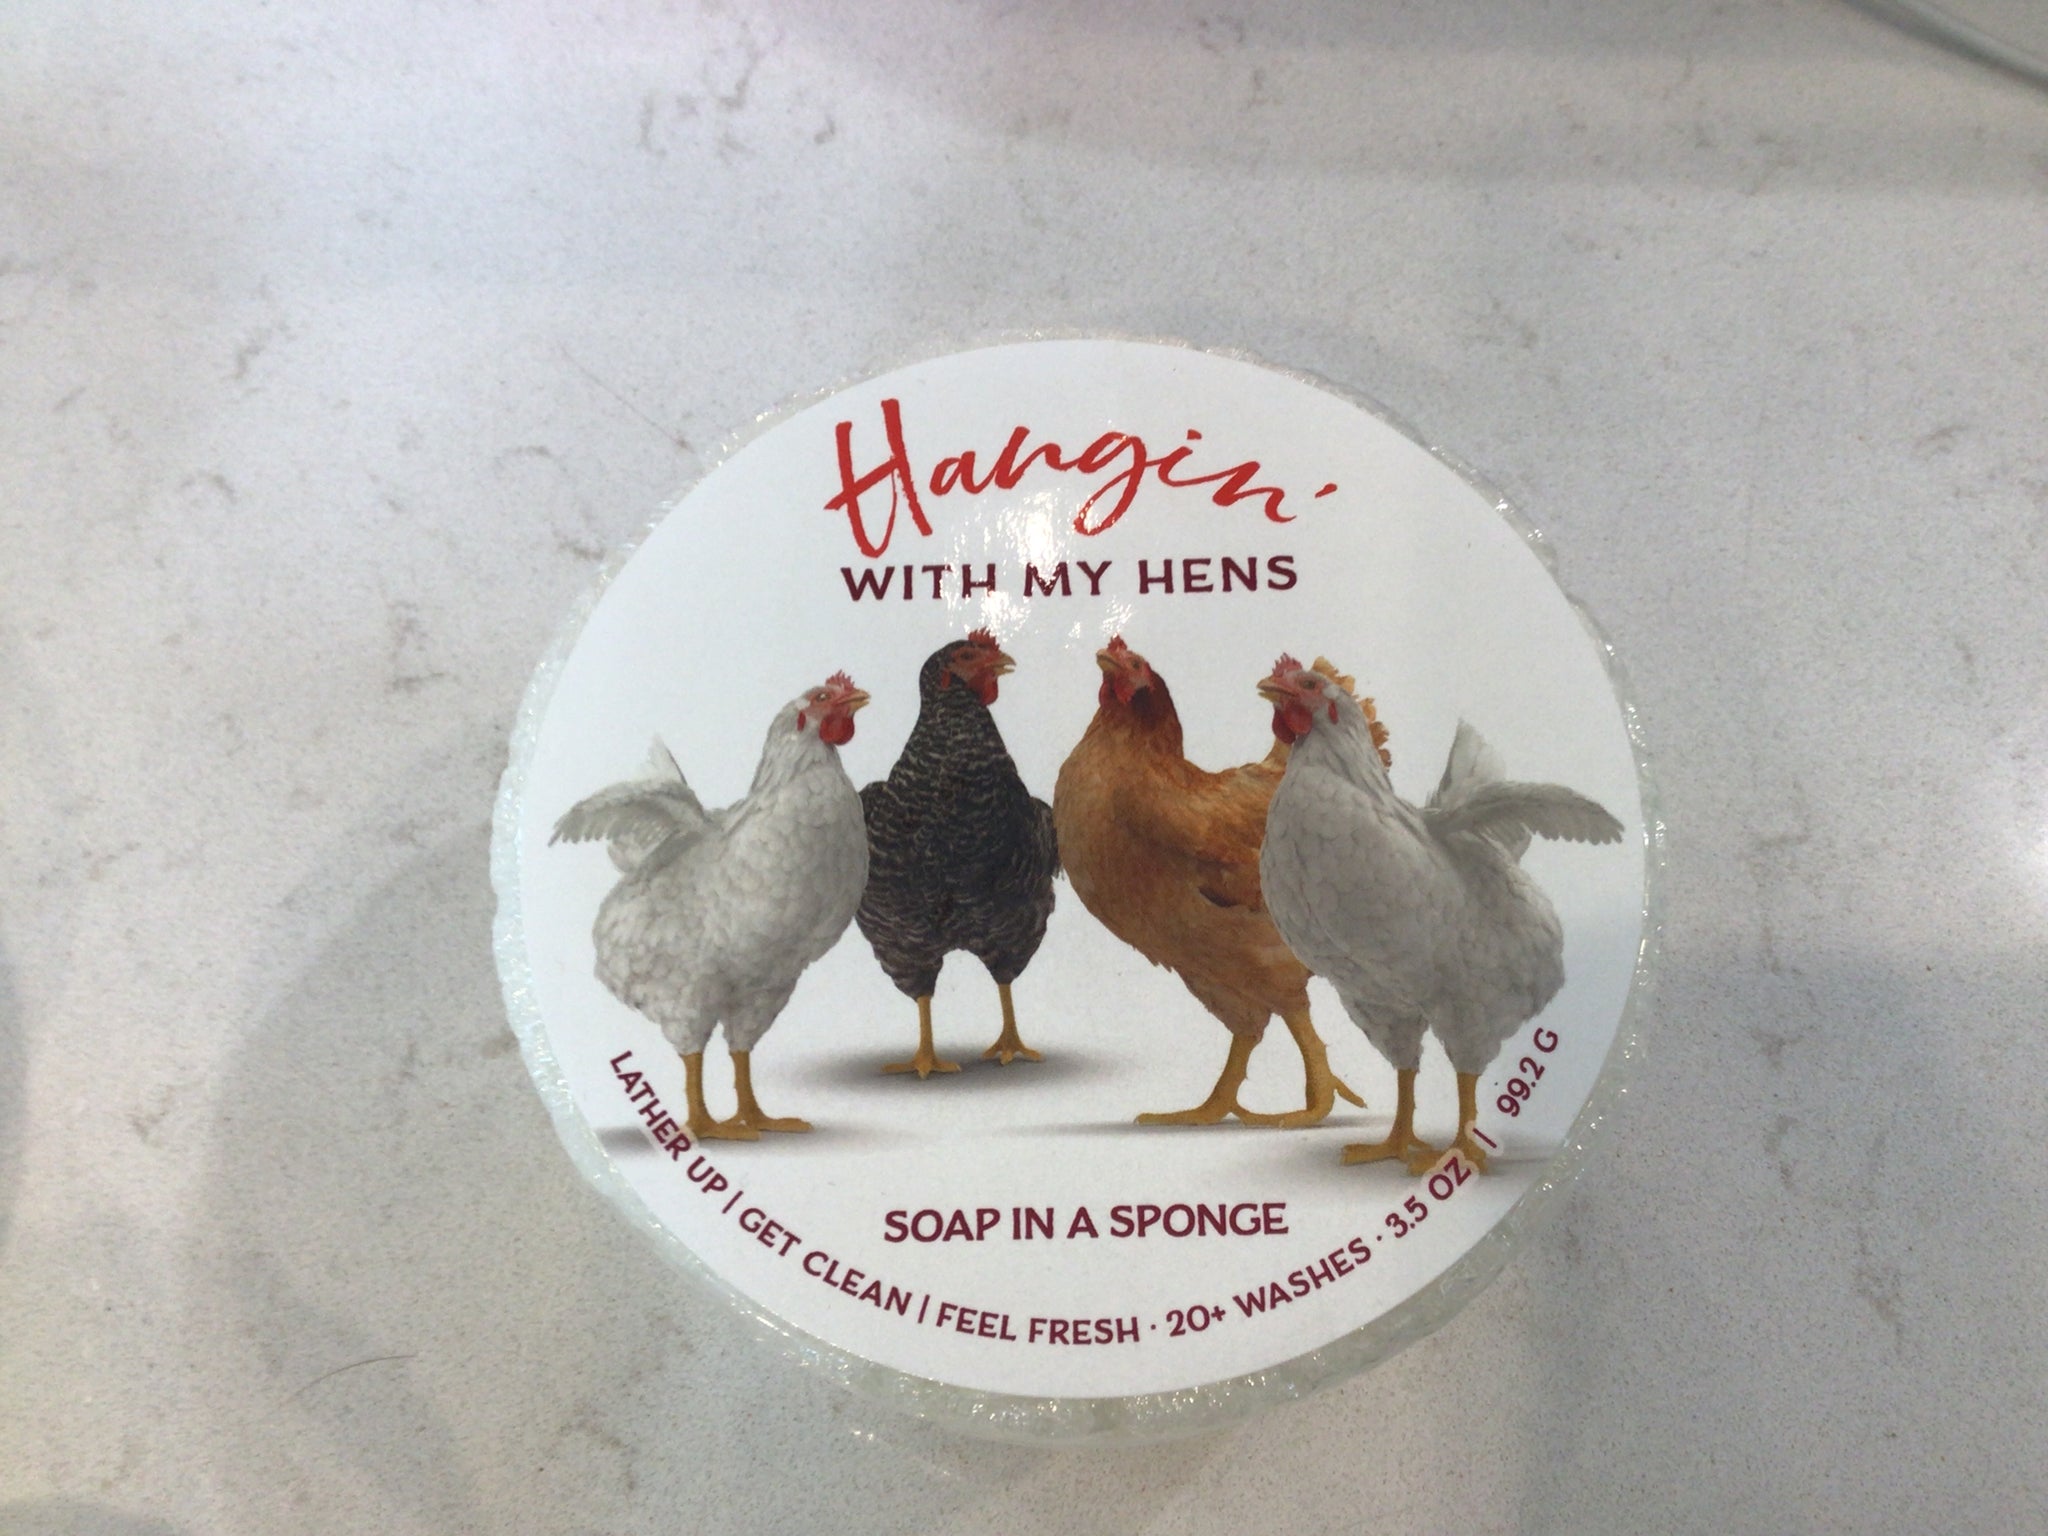 Hangin'
WITH MY HENS
SOAP IN A SPONGE
LATHER UP | GET CLEAN | FEEL FRESH · 20+ WASHES · 3.5 OZ | 99.2 G